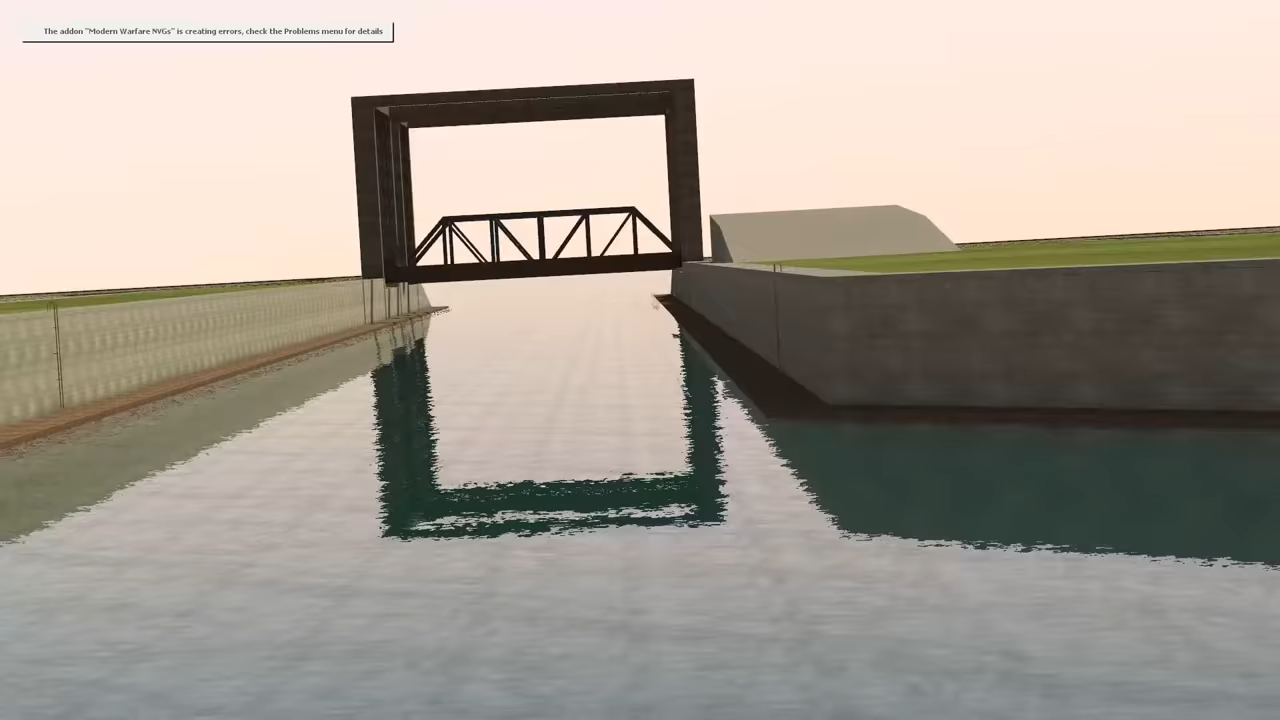 The addon "Modern Warfare NVGs" is creating errors, check the Problems menu for details